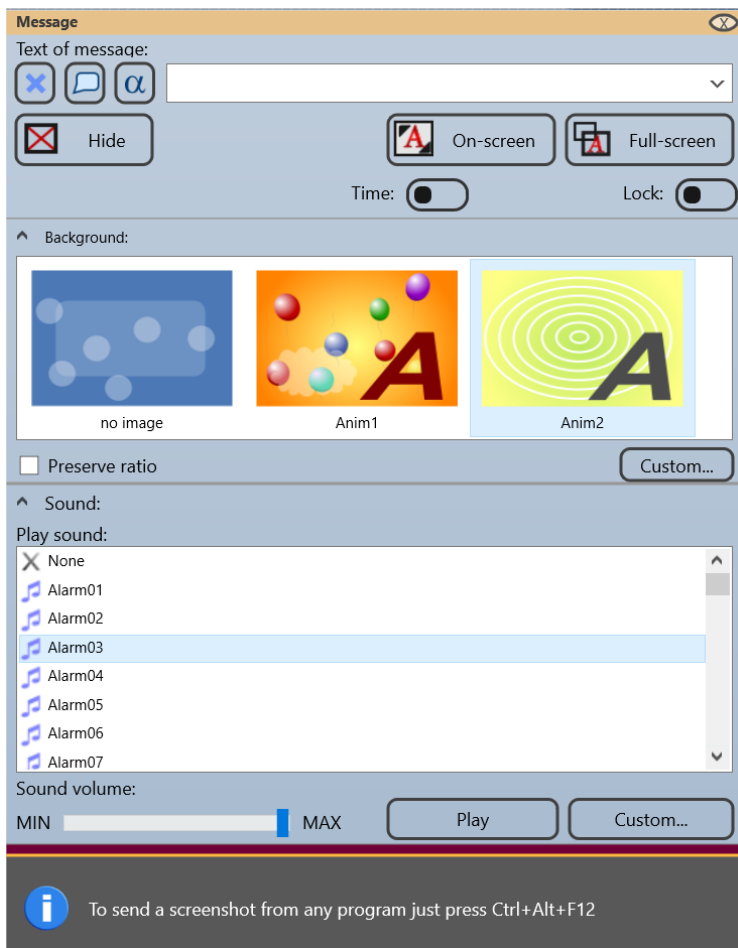 Message
X
Text of message:
α
Hide
A
On-screen
A
Full-screen
Time:
Lock:
Background:
A
A
no image
Anim1
Anim2
Preserve ratio
Custom...
Sound:
Play sound:
None
Alarm01
Alarm02
Alarm03
Alarm04
Alarm05
Alarm06
Alarm07
Sound volume:
MIN
MAX
Play
Custom...
i
To send a screenshot from any program just press Ctrl+Alt+F12